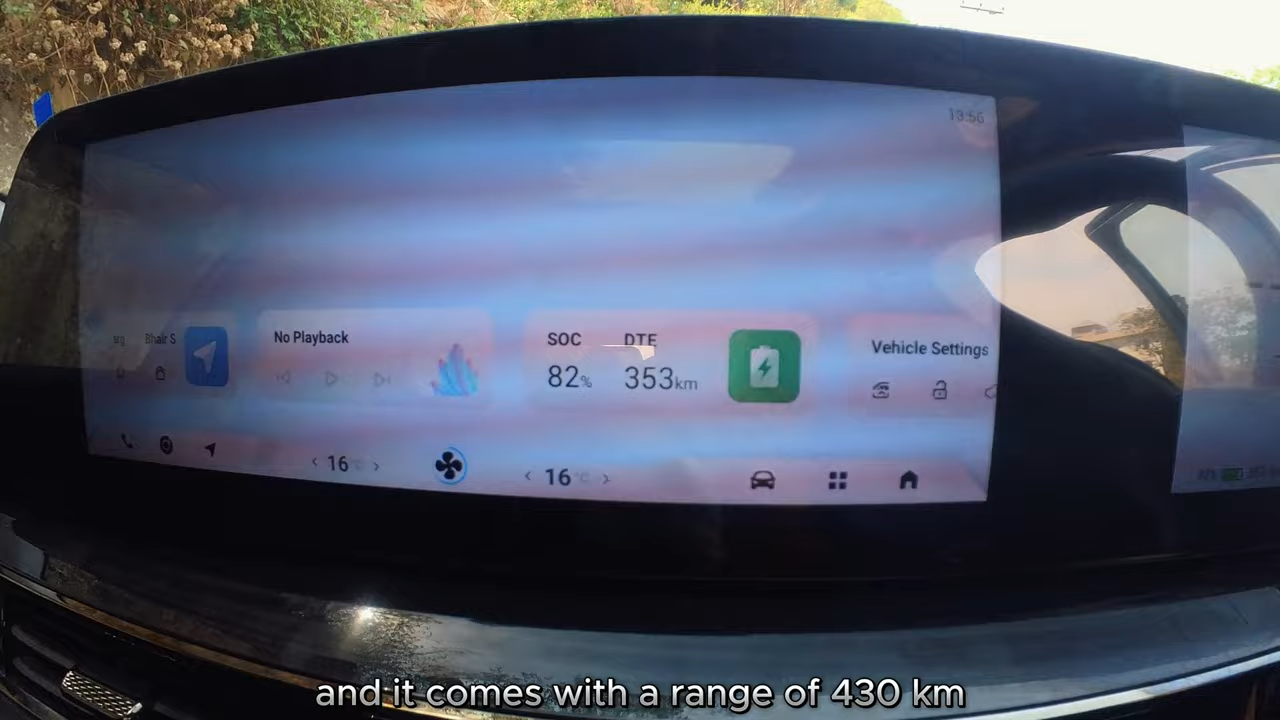 13:56
Bhair S
No Playback
SOC DTE
82% 353km
Vehicle Settings
16°C
16°C
and it comes with a range of 430 km